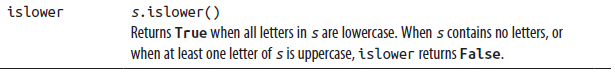 islower s.islower()
Returns True when all letters in s are lowercase. When s contains no letters, or
when at least one letter of s is uppercase, islower returns False.